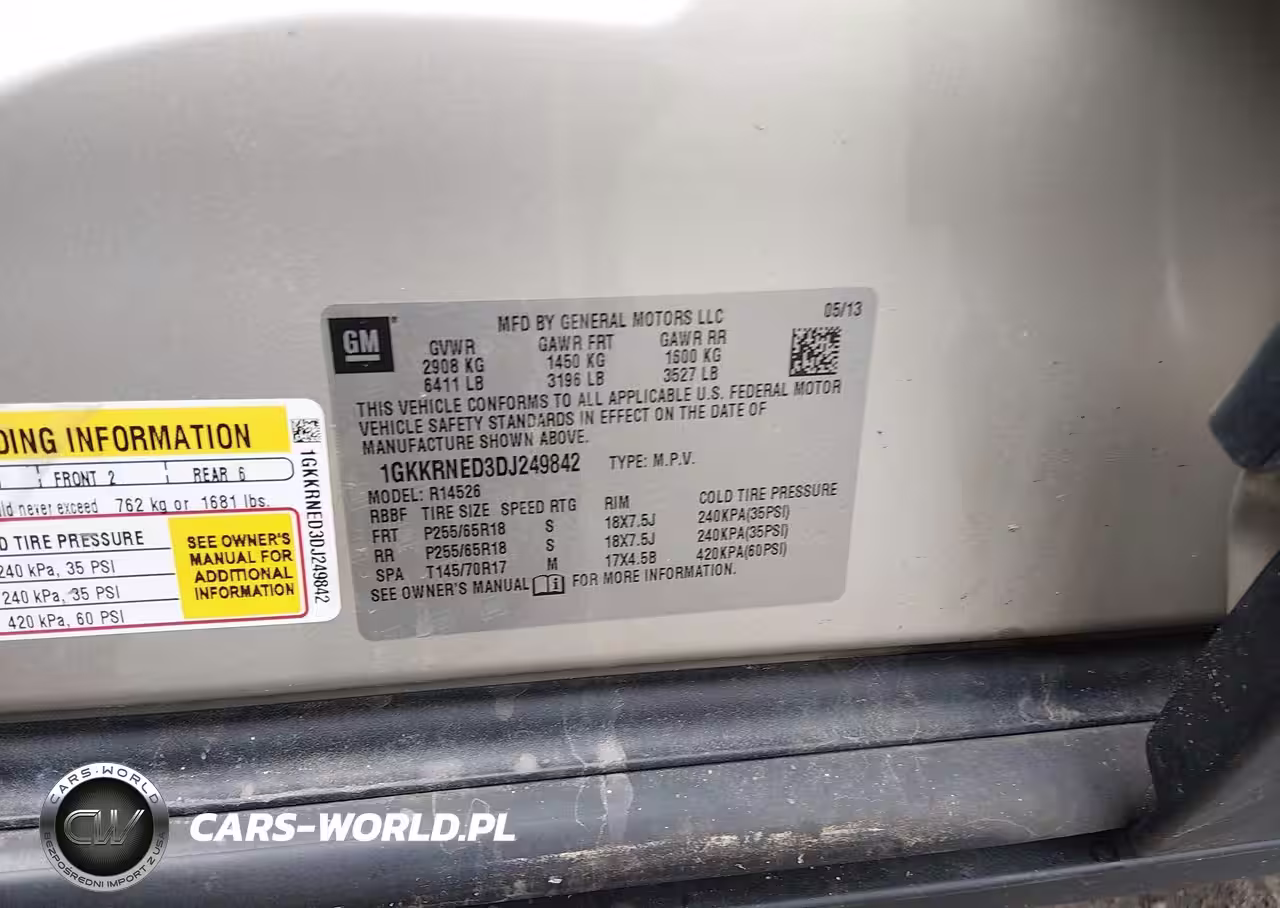 GM
MFD BY GENERAL MOTORS LLC
05/13
GVWR GAWR FRT GAWR RR
2908 KG 1450 KG 1600 KG
6411 LB 3196 LB 3527 LB
THIS VEHICLE CONFORMS TO ALL APPLICABLE U.S. FEDERAL MOTOR
VEHICLE SAFETY STANDARDS IN EFFECT ON THE DATE OF
MANUFACTURE SHOWN ABOVE.
1GKKRNED3DJ249842 TYPE: M.P.V.
MODEL: R14526
RBBF TIRE SIZE SPEED RTG RIM COLD TIRE PRESSURE
FRT P255/65R18 S 18X7.5J 240KPA(35PSI)
RR P255/65R18 S 18X7.5J 240KPA(35PSI)
SPA T145/70R17 M 17X4.5B 420KPA(60PSI)
SEE OWNER'S MANUAL FOR MORE INFORMATION.
DING INFORMATION
FRONT 2 REAR 6
ld never exceed 762 kg or 1681 lbs.
D TIRE PRESSURE
240 kPa, 35 PSI
240 kPa, 35 PSI
420 kPa, 60 PSI
SEE OWNER'S
MANUAL FOR
ADDITIONAL
INFORMATION
1GKKRNED3DJ249842
CARS-WORLD
CW
BEZPOŚREDNI IMPORT Z USA
CARS-WORLD.PL